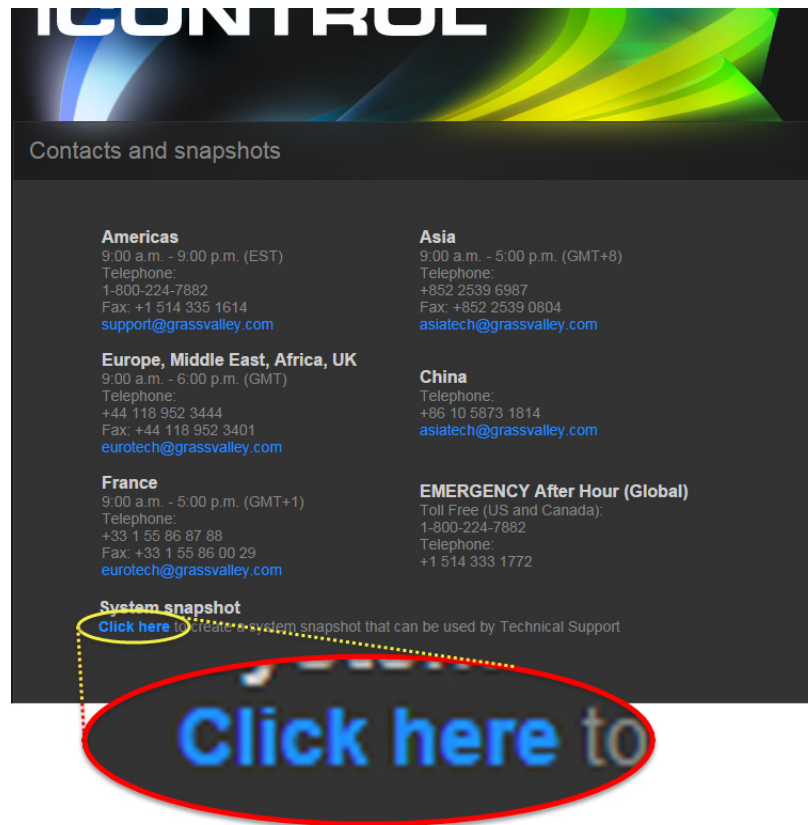 iCONTROL
Contacts and snapshots
Americas
9:00 a.m. - 9:00 p.m. (EST)
Telephone:
1-800-224-7882
Fax: +1 514 335 1614
support@grassvalley.com
Europe, Middle East, Africa, UK
9:00 a.m. - 6:00 p.m. (GMT)
Telephone:
+44 118 952 3444
Fax: +44 118 952 3401
eurotech@grassvalley.com
France
9:00 a.m. - 5:00 p.m. (GMT+1)
Telephone:
+33 1 55 86 87 88
Fax: +33 1 55 86 00 29
eurotech@grassvalley.com
Asia
9:00 a.m. - 5:00 p.m. (GMT+8)
Telephone:
+852 2539 6987
Fax: +852 2539 0804
asiatech@grassvalley.com
China
Telephone:
+86 10 5873 1814
asiatech@grassvalley.com
EMERGENCY After Hour (Global)
Toll Free (US and Canada):
1-800-224-7882
Telephone:
+1 514 333 1772
System snapshot
Click here to create a system snapshot that can be used by Technical Support
Click here to